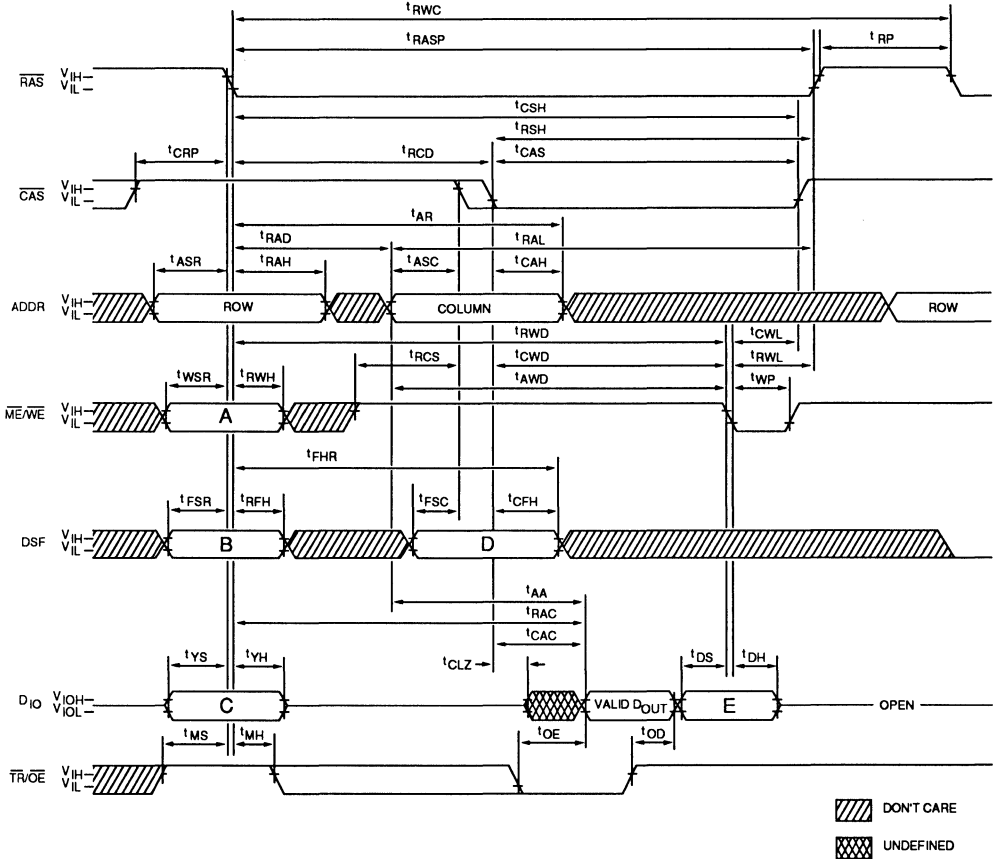 tRWC
tRASP
tRP
RAS VIH VIL
tCSH
tRSH
tCRP tRCD tCAS
CAS VIH VIL
tAR
tRAD tRAL
tASR tRAH tASC tCAH
ADDR VIH VIL ROW COLUMN ROW
tRWD tCWL
tRCS tCWD tRWL
tWSR tRWH tAWD tWP
ME/WE VIH VIL A
tFHR
tFSR tRFH tFSC tCFH
DSF VIH VIL B D
tAA
tRAC
tCAC
tYS tYH tCLZ tDS tDH
DIO VIOH VIOL C VALID DOUT E OPEN
tMS tMH tOE tOD
TR/OE VIH VIL
DON'T CARE
UNDEFINED